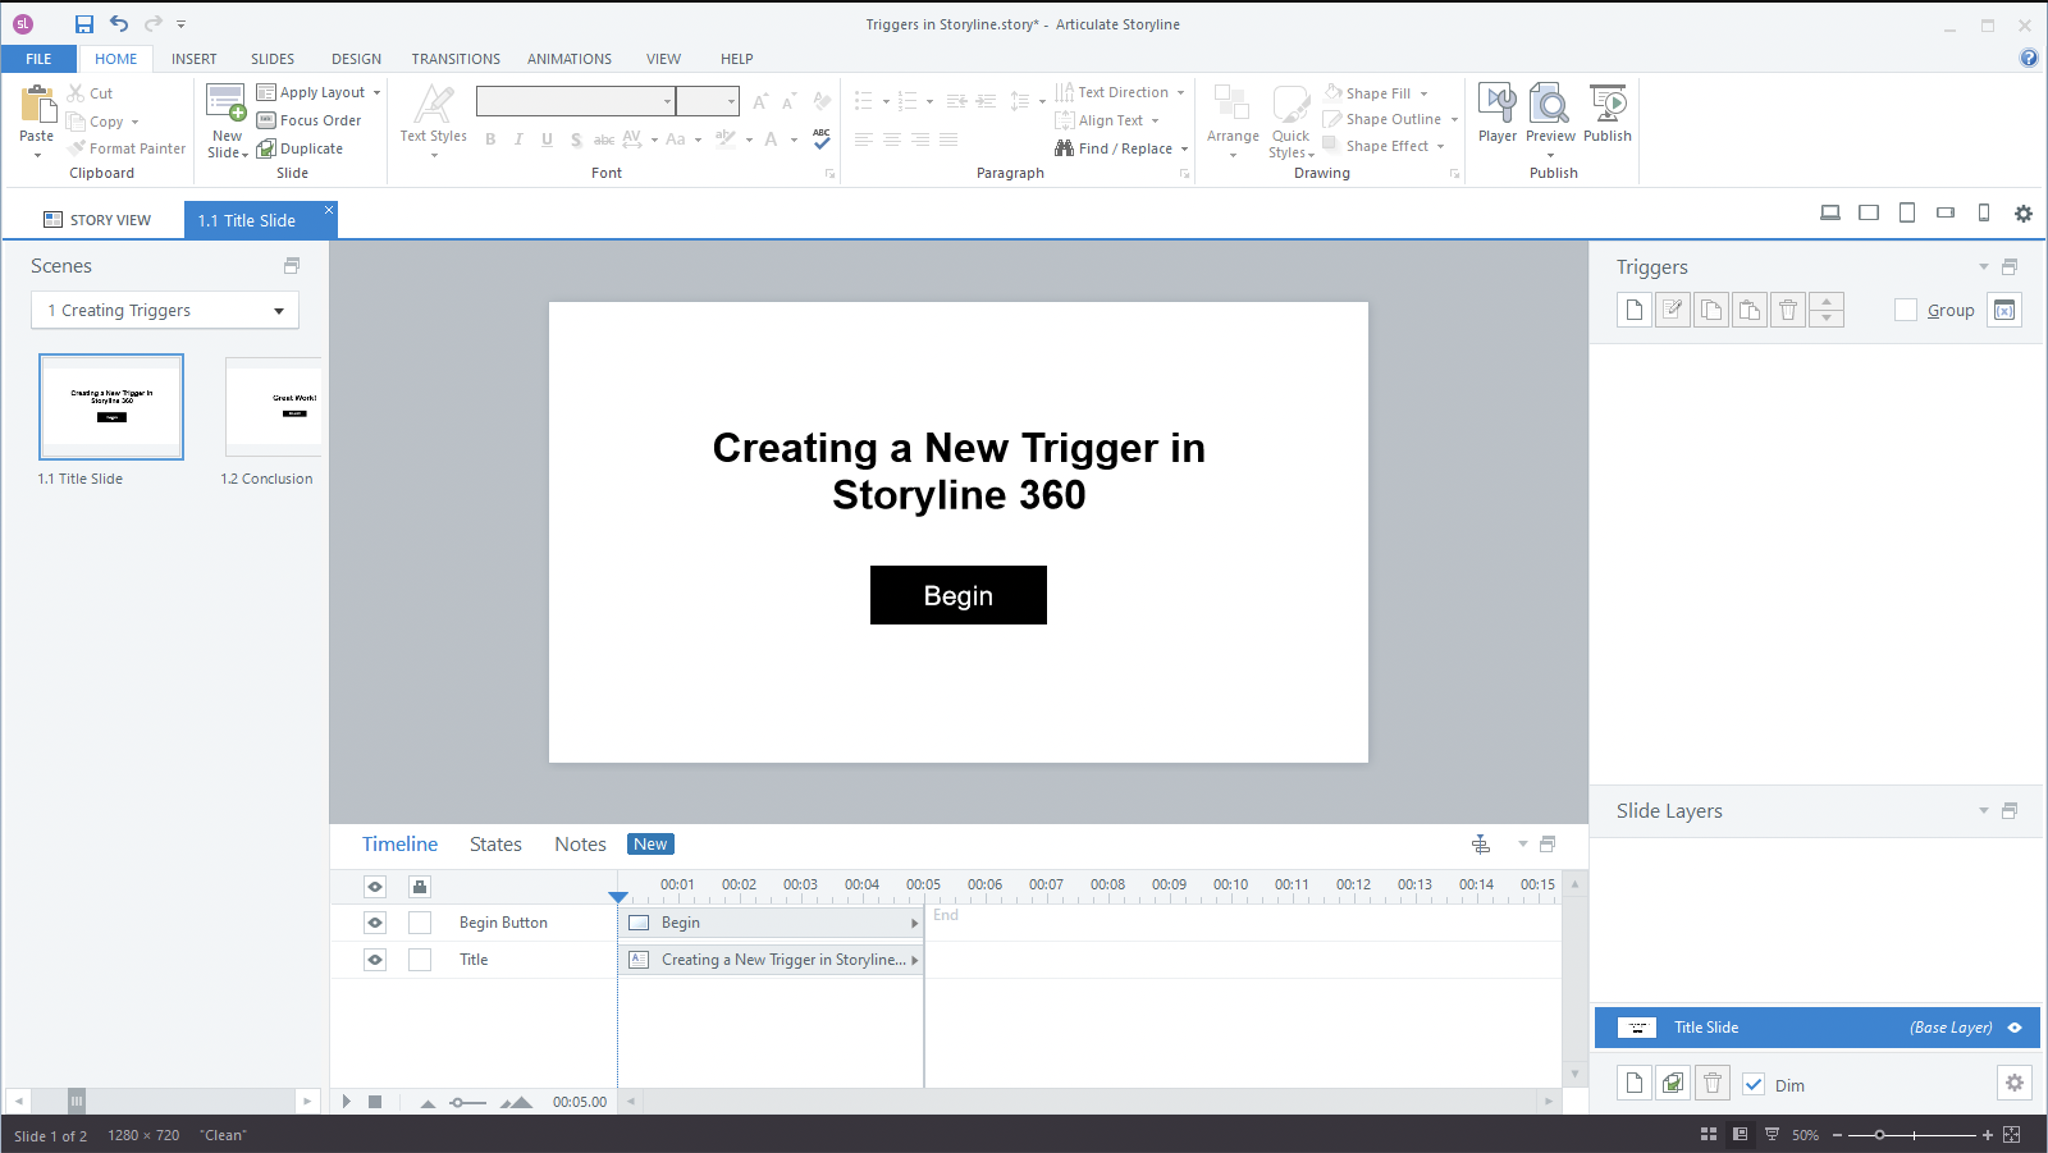 sL
Triggers in Storyline.story* - Articulate Storyline
FILE HOME INSERT SLIDES DESIGN TRANSITIONS ANIMATIONS VIEW HELP
Paste
Cut
Copy
Format Painter
Clipboard
New Slide
Apply Layout
Focus Order
Duplicate
Slide
Text Styles
B I U S abc AV Aa A
ABC
Font
Text Direction
Align Text
Find / Replace
Paragraph
Arrange
Quick Styles
Shape Fill
Shape Outline
Shape Effect
Drawing
Player
Preview
Publish
Publish
STORY VIEW
1.1 Title Slide
Scenes
1 Creating Triggers
Creating a New Trigger in
Storyline 360
Begin
1.1 Title Slide
Great Work!
1.2 Conclusion
Creating a New Trigger in
Storyline 360
Begin
Triggers
Group
(x)
Timeline States Notes New
00:01 00:02 00:03 00:04 00:05 00:06 00:07 00:08 00:09 00:10 00:11 00:12 00:13 00:14 00:15
Begin Button Begin End
Title Creating a New Trigger in Storyline...
00:05.00
Slide Layers
Title Slide (Base Layer)
Dim
Slide 1 of 2 1280 × 720 "Clean" 50%